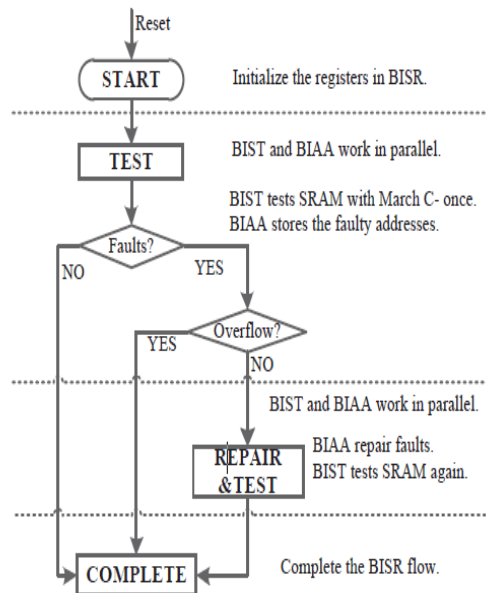 Reset
START
Initialize the registers in BISR.
TEST
BIST and BIAA work in parallel.
BIST tests SRAM with March C- once.
BIAA stores the faulty addresses.
Faults?
NO
YES
Overflow?
YES
NO
BIST and BIAA work in parallel.
REPAIR
&TEST
BIAA repair faults.
BIST tests SRAM again.
COMPLETE
Complete the BISR flow.